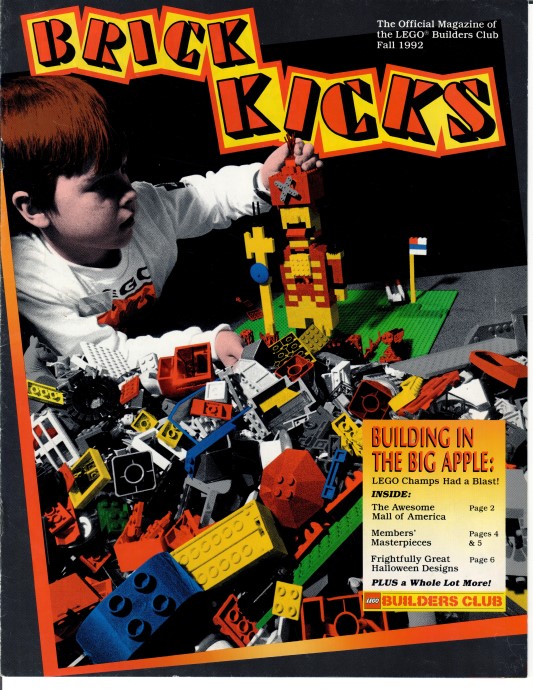 BRICK
KICKS
The Official Magazine of
the LEGO® Builders Club
Fall 1992
BUILDING IN
THE BIG APPLE:
LEGO Champs Had a Blast!
INSIDE:
The Awesome Page 2
Mall of America
Members' Pages 4
Masterpieces & 5
Frightfully Great Page 6
Halloween Designs
PLUS a Whole Lot More!
LEGO BUILDERS CLUB